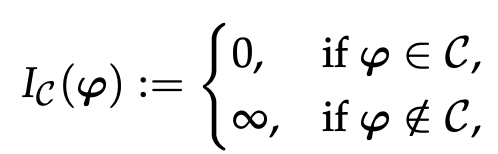 I_𝒞(𝝋) := { 0, if 𝝋 ∈ 𝒞,
∞, if 𝝋 ∉ 𝒞,